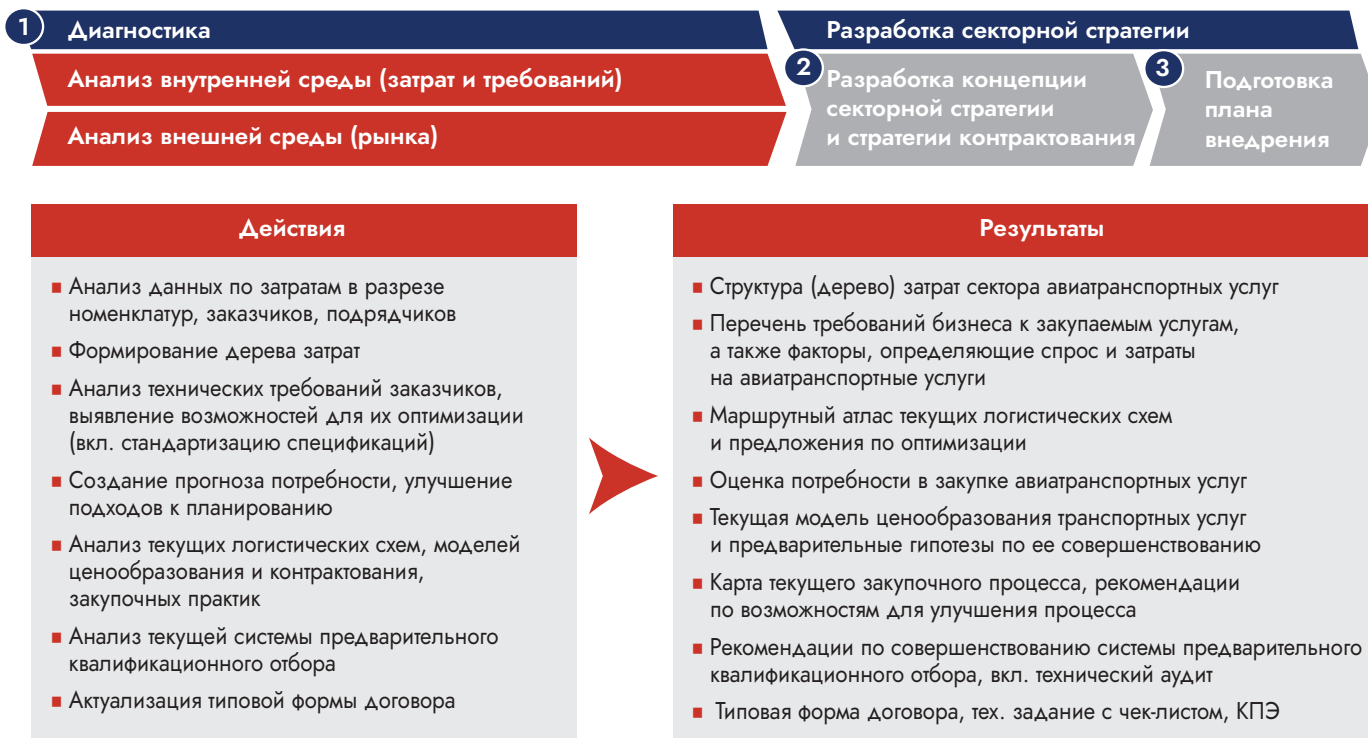 1 Диагностика
Анализ внутренней среды (затрат и требований)
Анализ внешней среды (рынка)
Разработка секторной стратегии
2 Разработка концепции
секторной стратегии
и стратегии контрактования
3 Подготовка
плана
внедрения
Действия
■ Анализ данных по затратам в разрезе
номенклатур, заказчиков, подрядчиков
■ Формирование дерева затрат
■ Анализ технических требований заказчиков,
выявление возможностей для их оптимизации
(вкл. стандартизацию спецификаций)
■ Создание прогноза потребности, улучшение
подходов к планированию
■ Анализ текущих логистических схем, моделей
ценообразования и контрактования,
закупочных практик
■ Анализ текущей системы предварительного
квалификационного отбора
■ Актуализация типовой формы договора
Результаты
■ Структура (дерево) затрат сектора авиатранспортных услуг
■ Перечень требований бизнеса к закупаемым услугам,
а также факторы, определяющие спрос и затраты
на авиатранспортные услуги
■ Маршрутный атлас текущих логистических схем
и предложения по оптимизации
■ Оценка потребности в закупке авиатранспортных услуг
■ Текущая модель ценообразования транспортных услуг
и предварительные гипотезы по ее совершенствованию
■ Карта текущего закупочного процесса, рекомендации
по возможностям для улучшения процесса
■ Рекомендации по совершенствованию системы предварительного
квалификационного отбора, вкл. технический аудит
■ Типовая форма договора, тех. задание с чек-листом, КПЭ